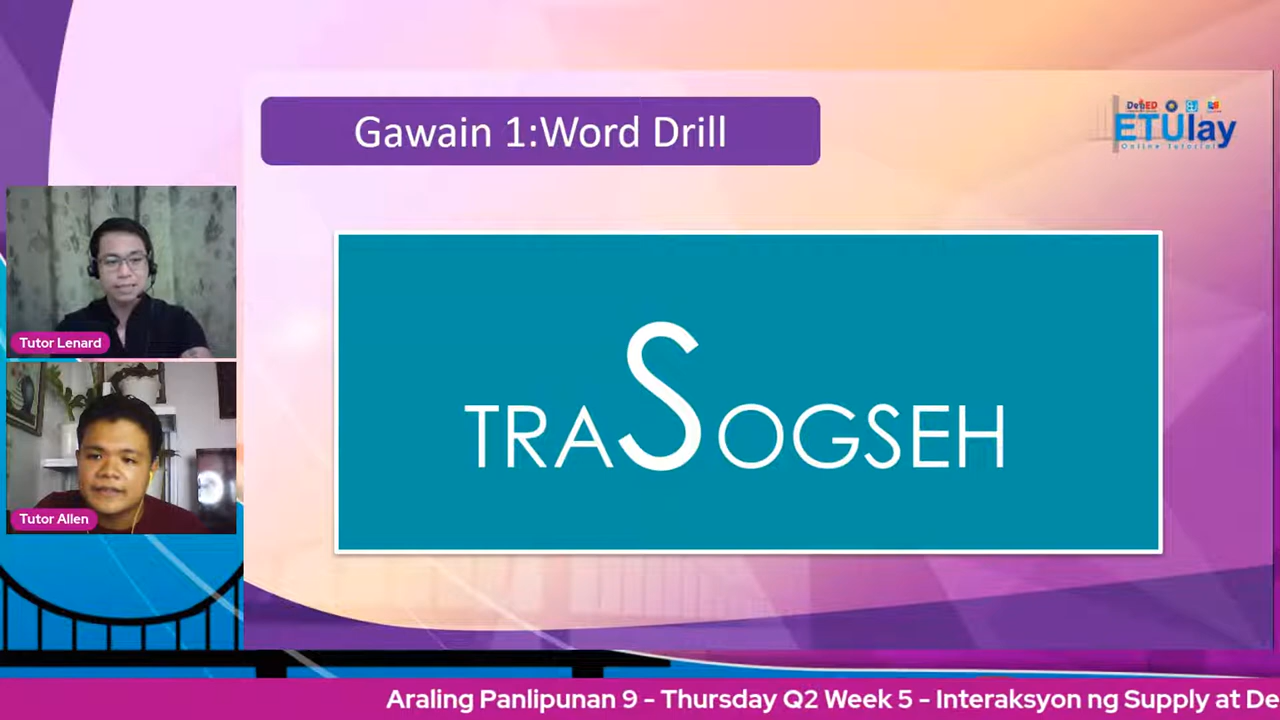 Gawain 1:Word Drill
DepED
ETUlay
Online Tutorial
TRASOGSEH
Tutor Lenard
Tutor Allen
Araling Panlipunan 9 - Thursday Q2 Week 5 - Interaksyon ng Supply at De